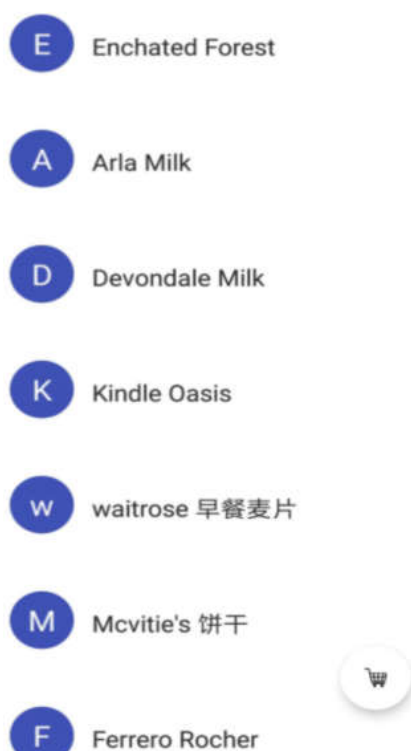 E Enchated Forest
A Arla Milk
D Devondale Milk
K Kindle Oasis
w waitrose 早餐麦片
M Mcvitie's 饼干
F Ferrero Rocher